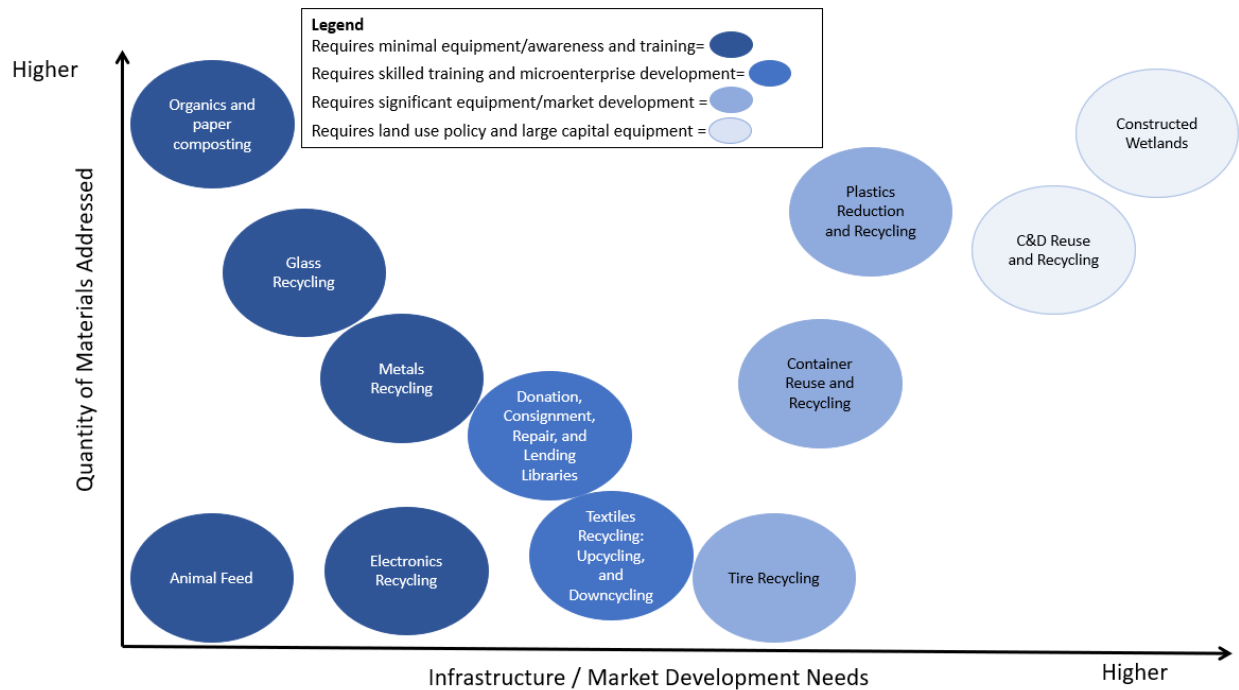 Legend
Requires minimal equipment/awareness and training=
Requires skilled training and microenterprise development=
Requires significant equipment/market development =
Requires land use policy and large capital equipment =
Higher
Quantity of Materials Addressed
Organics and
paper
composting
Constructed
Wetlands
Plastics
Reduction
and Recycling
C&D Reuse
and Recycling
Glass
Recycling
Metals
Recycling
Container
Reuse and
Recycling
Donation,
Consignment,
Repair, and
Lending
Libraries
Textiles
Recycling:
Upcycling,
and
Downcycling
Animal Feed
Electronics
Recycling
Tire Recycling
Infrastructure / Market Development Needs
Higher